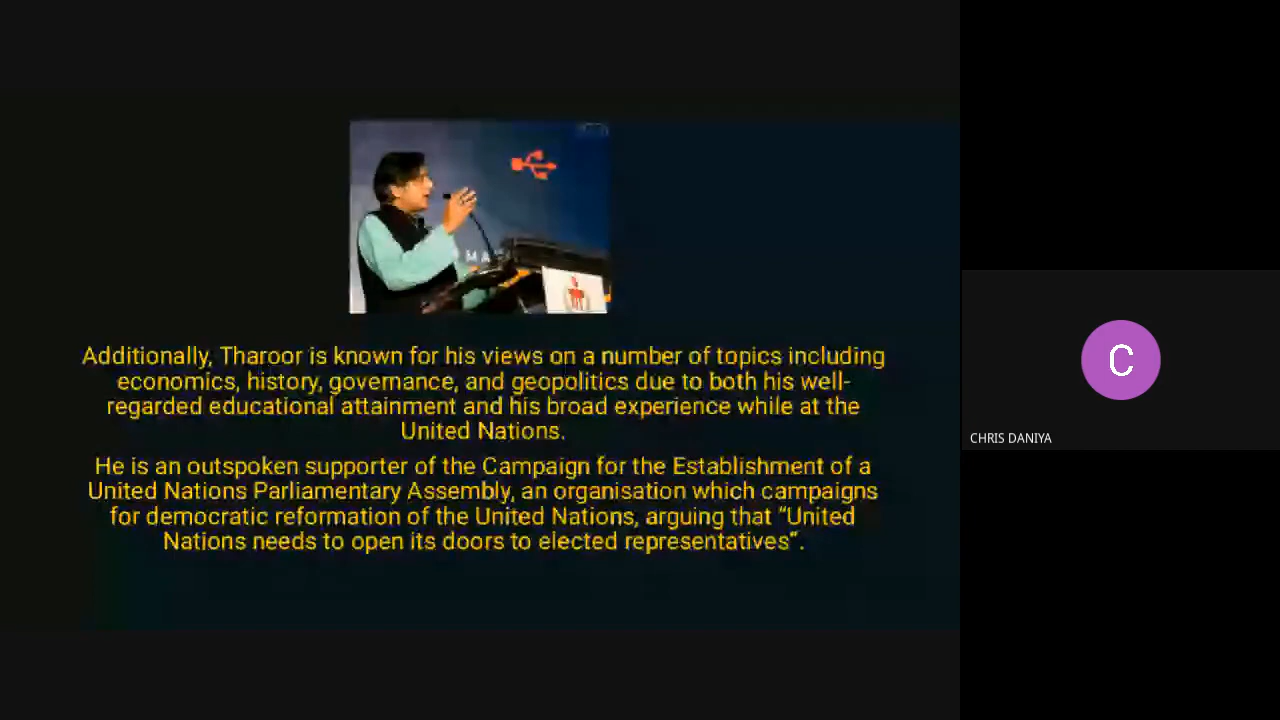 Additionally, Tharoor is known for his views on a number of topics including
economics, history, governance, and geopolitics due to both his well-
regarded educational attainment and his broad experience while at the
United Nations.
He is an outspoken supporter of the Campaign for the Establishment of a
United Nations Parliamentary Assembly, an organisation which campaigns
for democratic reformation of the United Nations, arguing that “United
Nations needs to open its doors to elected representatives“.
C
CHRIS DANIYA